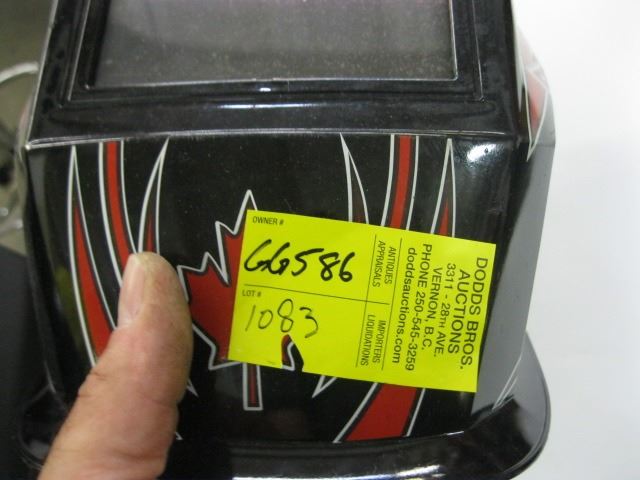 OWNER #
GG586
LOT #
1083
ANTIQUES
APPRAISALS
IMPORTERS
LIQUIDATIONS
DODDS BROS.
AUCTIONS
3311 - 28TH AVE.
VERNON, B.C.
PHONE 250-545-3259
doddsauctions.com